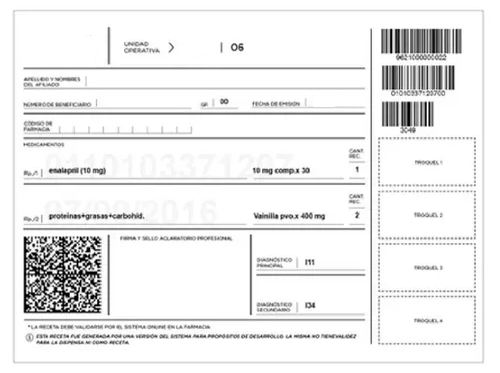 UNIDAD
OPERATIVA > | 06
9621000000022
01010337120700
3049
APELLIDO Y NOMBRES
DEL AFILIADO
NÚMERO DE BENEFICIARIO GP 00 FECHA DE EMISIÓN
CÓDIGO DE
FARMACIA
MEDICAMENTOS CANT. REC.
0110103371207
Rp./1 enalapril (10 mg) 10 mg comp.x 30 1
07/09/2016
CANT. REC.
Rp./2 proteínas+grasas+carbohid. Vainilla pvo.x 400 mg 2
FIRMA Y SELLO ACLARATORIO PROFESIONAL
DIAGNÓSTICO
PRINCIPAL I11
DIAGNÓSTICO
SECUNDARIO I34
TROQUEL 1
TROQUEL 2
TROQUEL 3
TROQUEL 4
*LA RECETA DEBE VALIDARSE POR EL SISTEMA ONLINE EN LA FARMACIA
ESTA RECETA FUE GENERADA POR UNA VERSIÓN DEL SISTEMA PARA PROPÓSITOS DE DESARROLLO. LA MISMA NO TIENEVALIDEZ
PARA LA DISPENSA NI COMO RECETA.